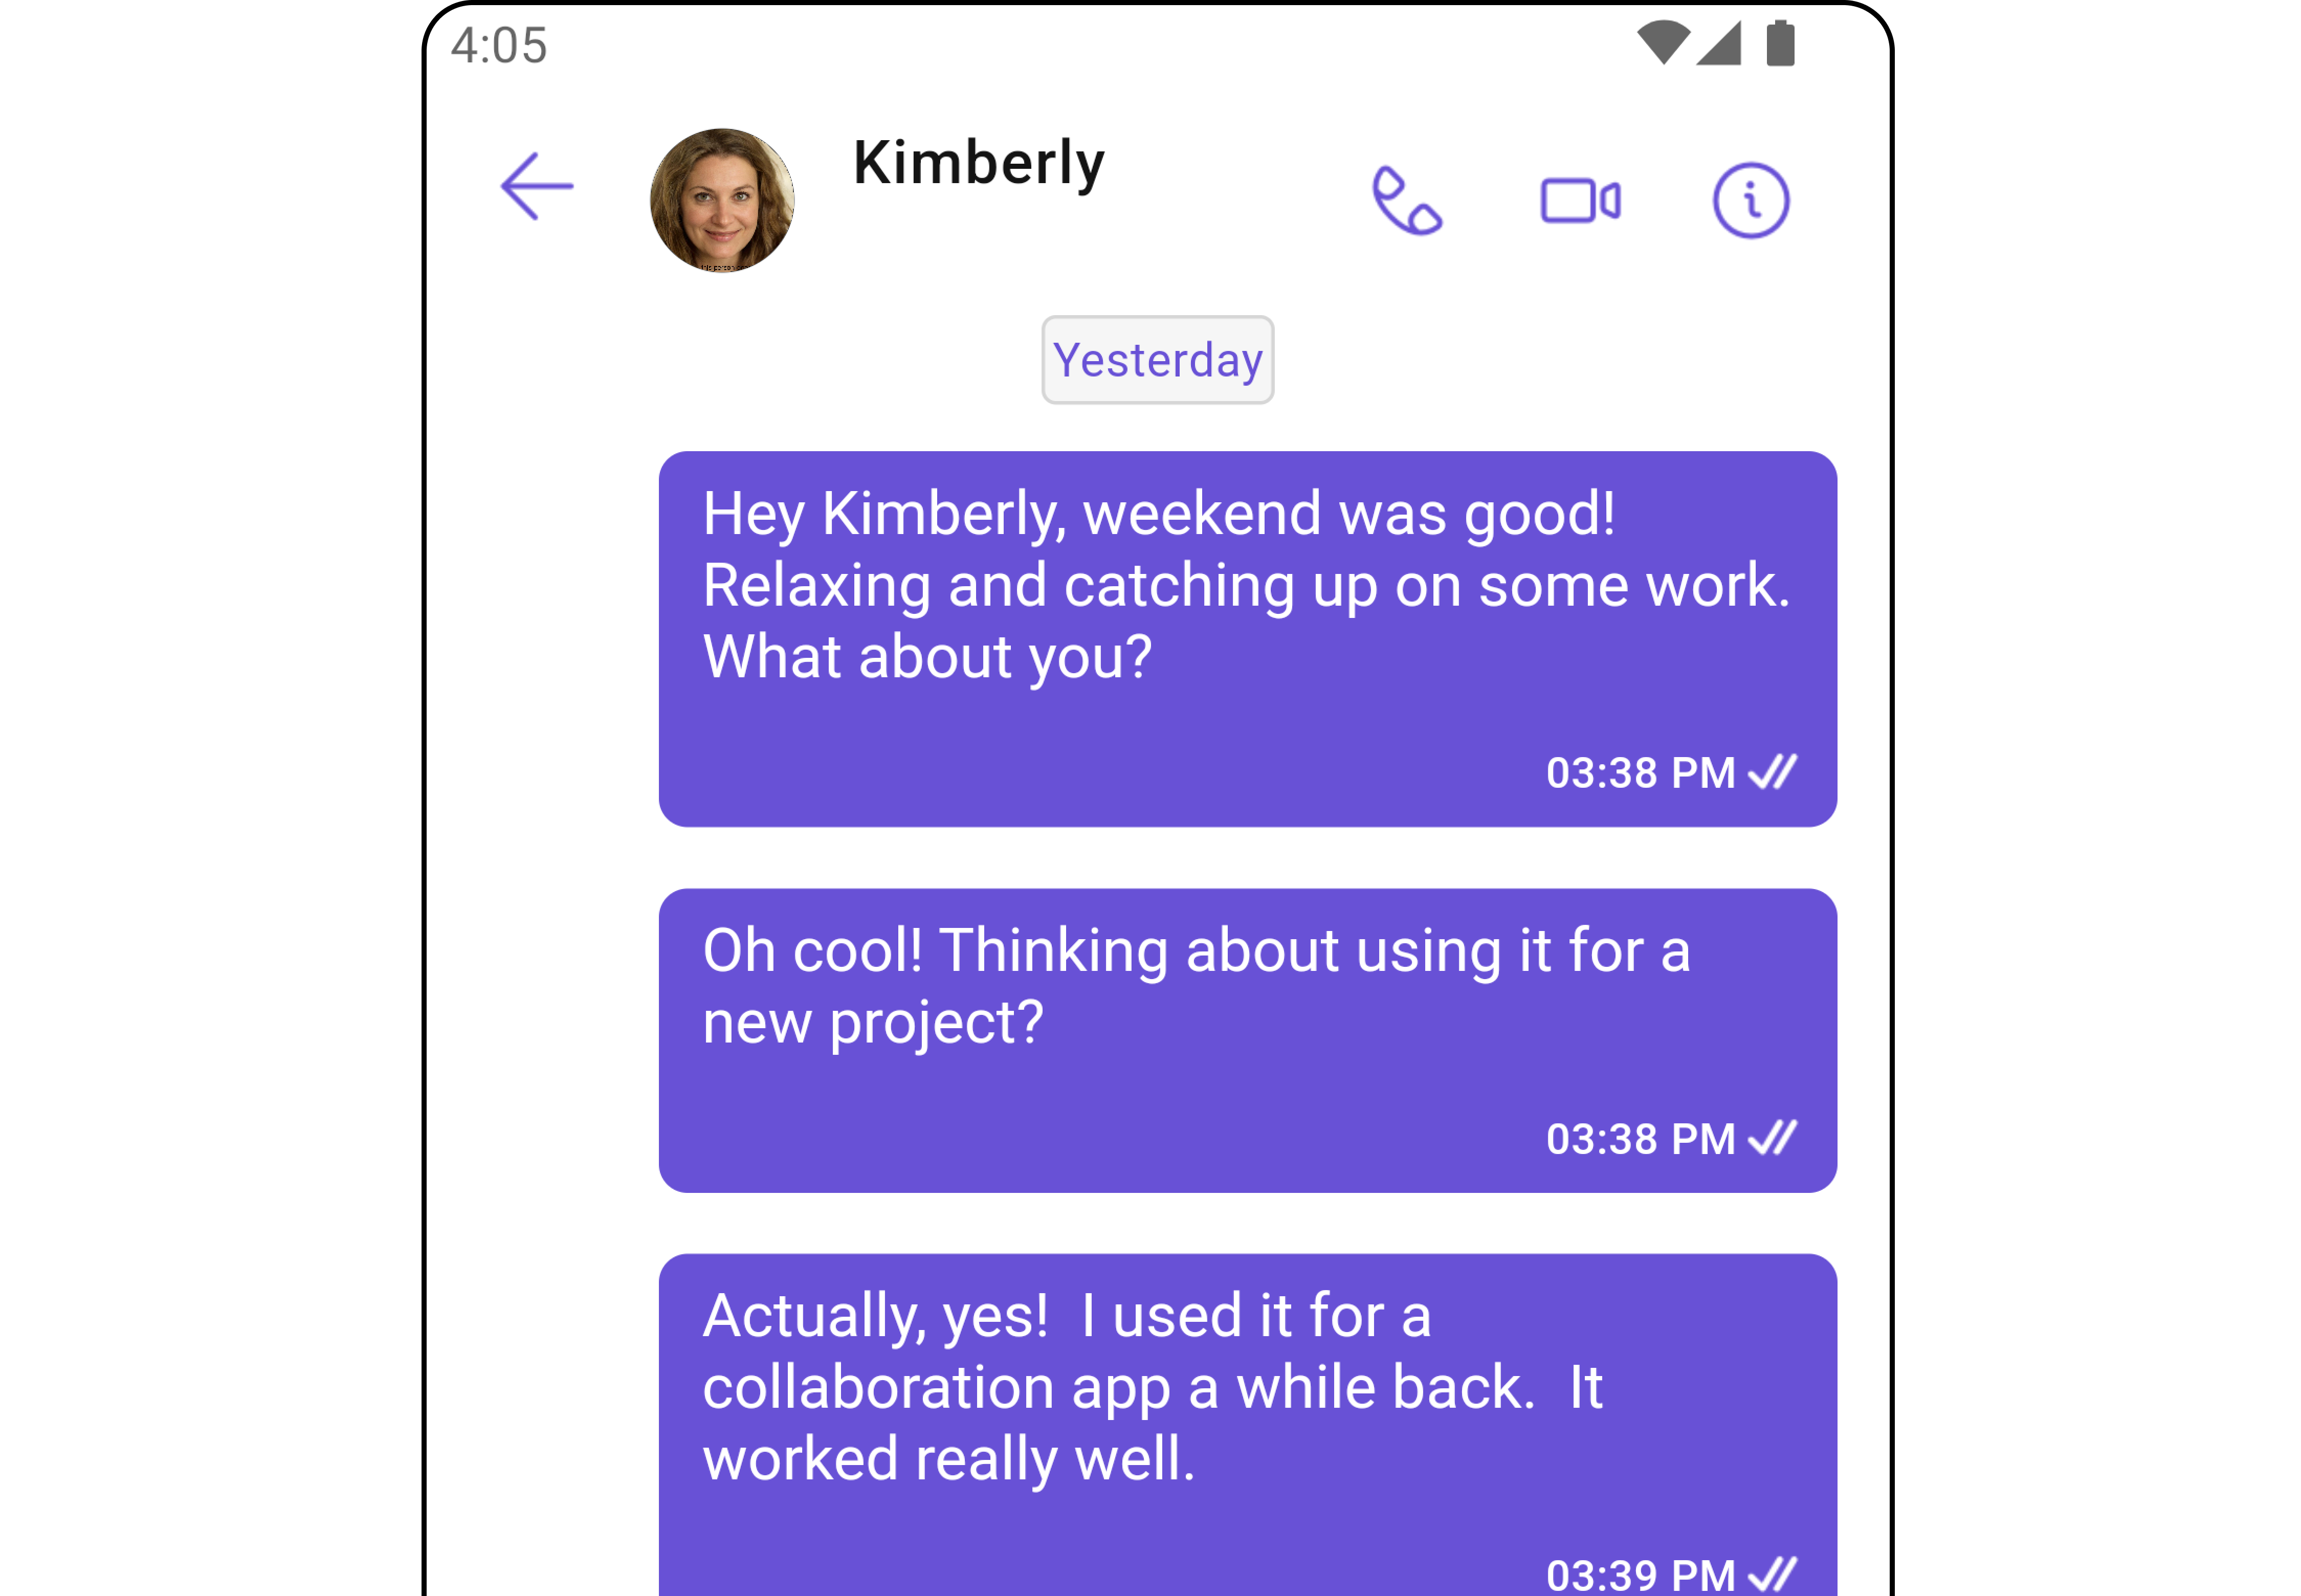 4:05
Kimberly
Yesterday
Hey Kimberly, weekend was good!
Relaxing and catching up on some work.
What about you?
03:38 PM
Oh cool! Thinking about using it for a
new project?
03:38 PM
Actually, yes!  I used it for a
collaboration app a while back.  It
worked really well.
03:39 PM